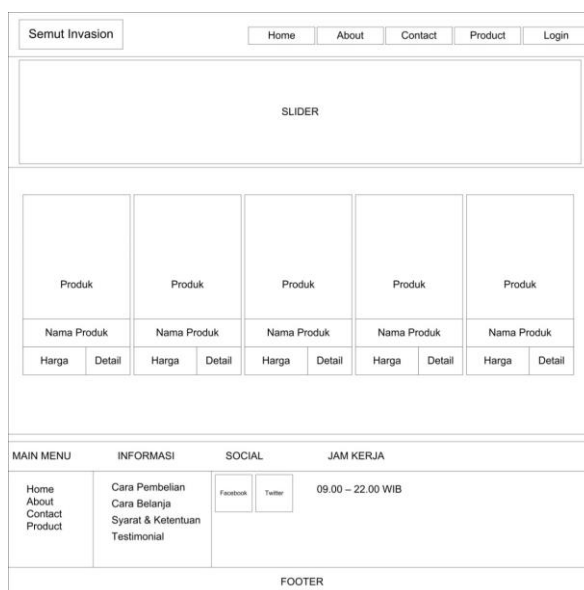 Semut Invasion
Home About Contact Product Login
SLIDER
Produk Produk Produk Produk Produk
Nama Produk Nama Produk Nama Produk Nama Produk Nama Produk
Harga Detail Harga Detail Harga Detail Harga Detail Harga Detail
MAIN MENU INFORMASI SOCIAL JAM KERJA
Home
About
Contact
Product
Cara Pembelian
Cara Belanja
Syarat & Ketentuan
Testimonial
Facebook Twitter
09.00 – 22.00 WIB
FOOTER